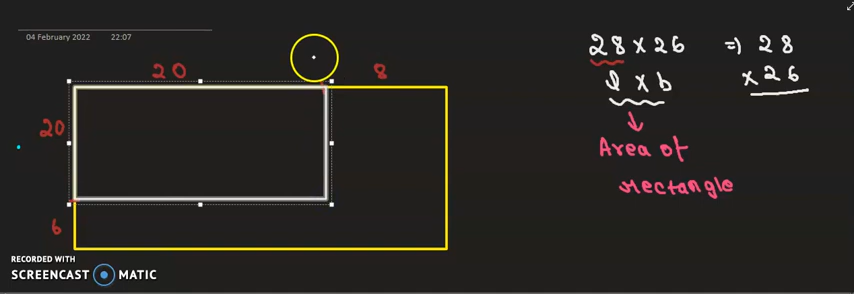 04 February 2022 22:07
20 8
20
6
28 x 26 => 28
x 26
l x b
Area of
rectangle
RECORDED WITH
SCREENCAST MATIC